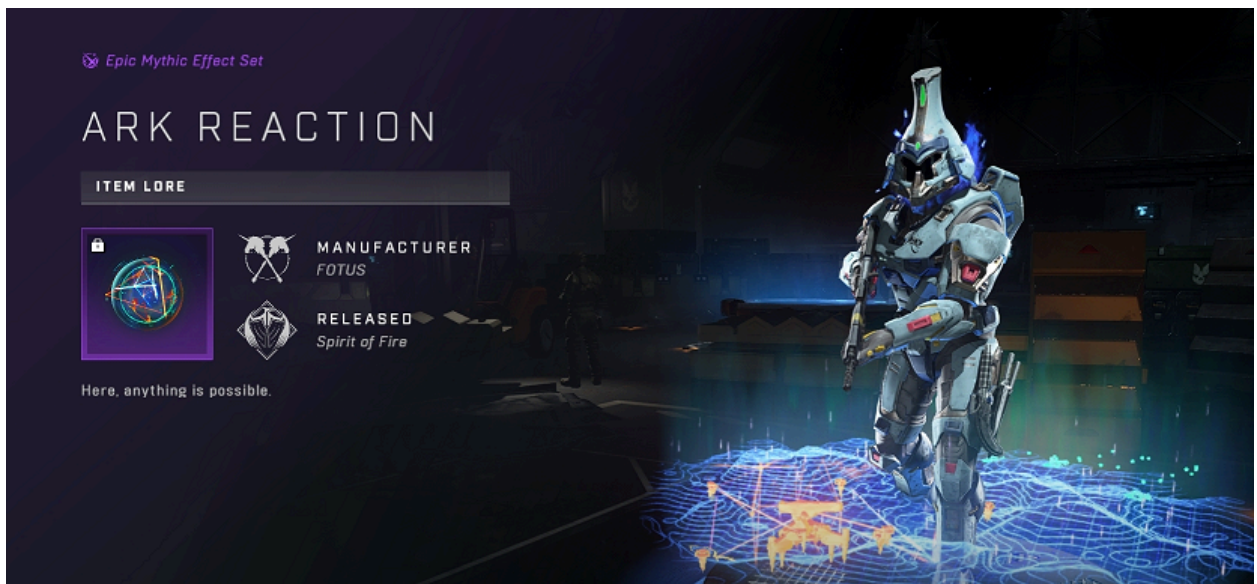 Epic Mythic Effect Set
ARK REACTION
ITEM LORE
MANUFACTURER
FOTUS
RELEASED
Spirit of Fire
Here, anything is possible.